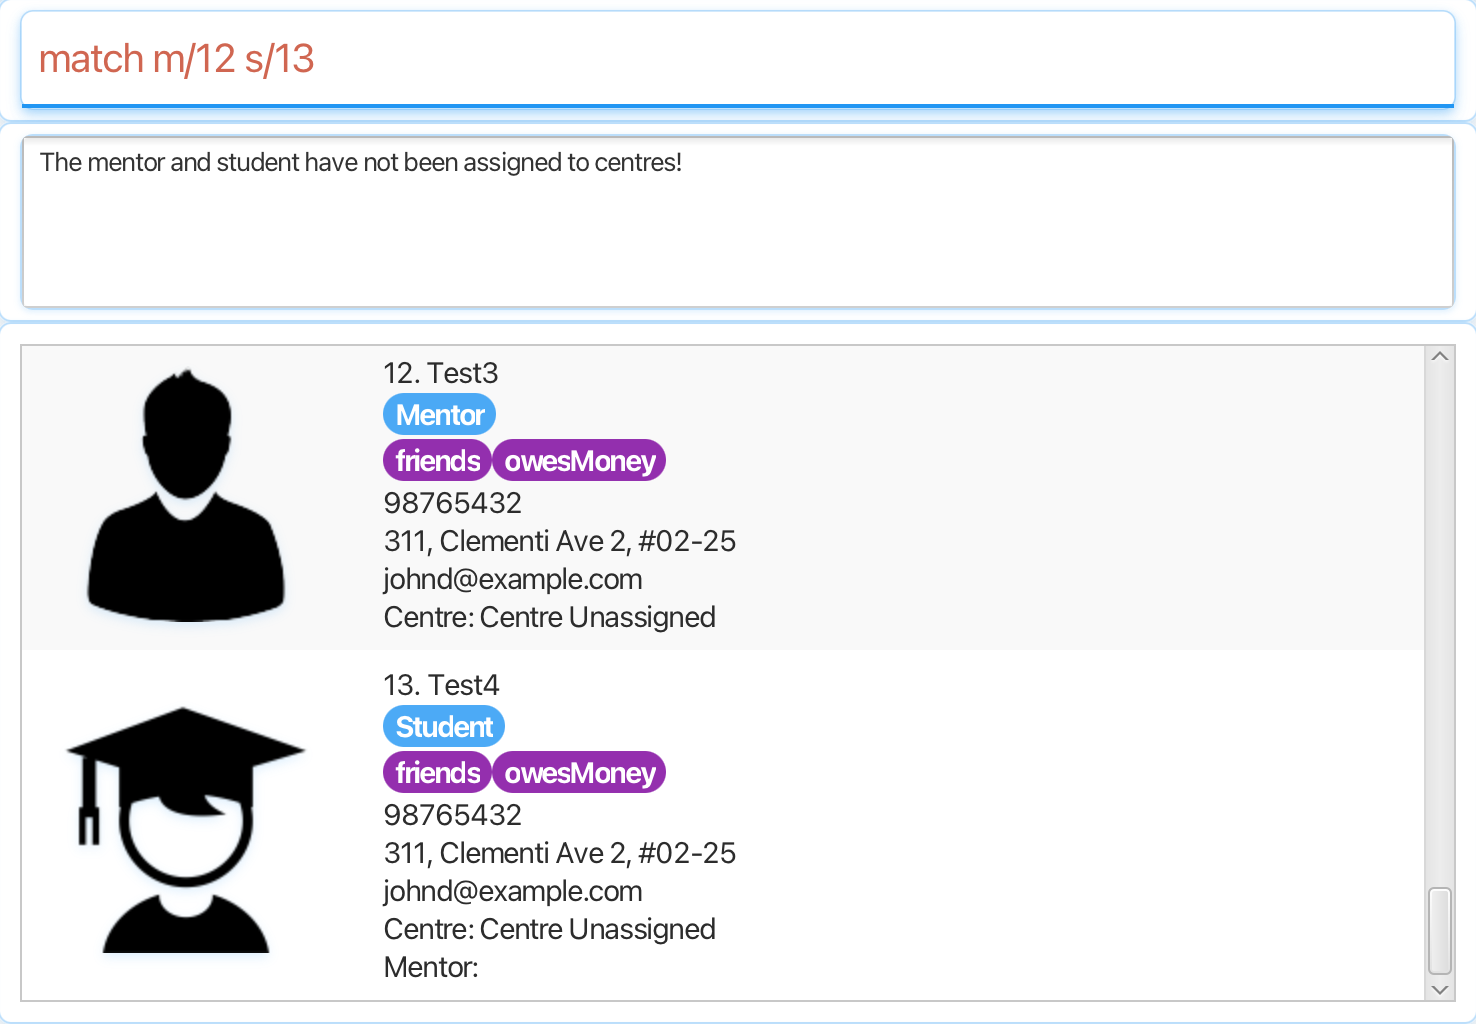 match m/12 s/13
The mentor and student have not been assigned to centres!
12. Test3
Mentor
friends owesMoney
98765432
311, Clementi Ave 2, #02-25
johnd@example.com
Centre: Centre Unassigned
13. Test4
Student
friends owesMoney
98765432
311, Clementi Ave 2, #02-25
johnd@example.com
Centre: Centre Unassigned
Mentor: